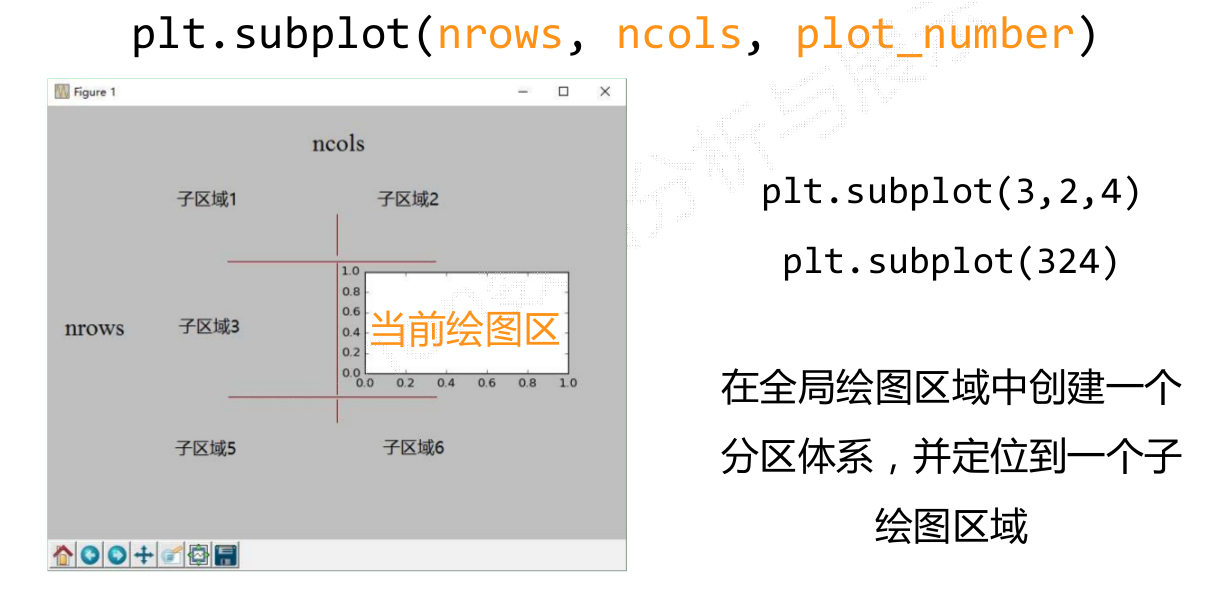 plt.subplot(nrows, ncols, plot_number)
Figure 1
ncols
子区域1
子区域2
nrows
子区域3
1.0
0.8
0.6
0.4
0.2
0.0
当前绘图区
0.0 0.2 0.4 0.6 0.8 1.0
子区域5
子区域6
plt.subplot(3,2,4)
plt.subplot(324)
在全局绘图区域中创建一个
分区体系，并定位到一个子
绘图区域